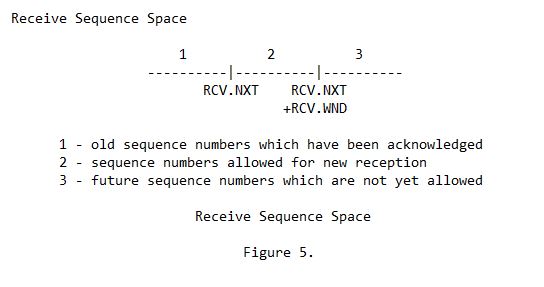 Receive Sequence Space
1 2 3
----------|----------|----------
RCV.NXT RCV.NXT
+RCV.WND
1 - old sequence numbers which have been acknowledged
2 - sequence numbers allowed for new reception
3 - future sequence numbers which are not yet allowed
Receive Sequence Space
Figure 5.